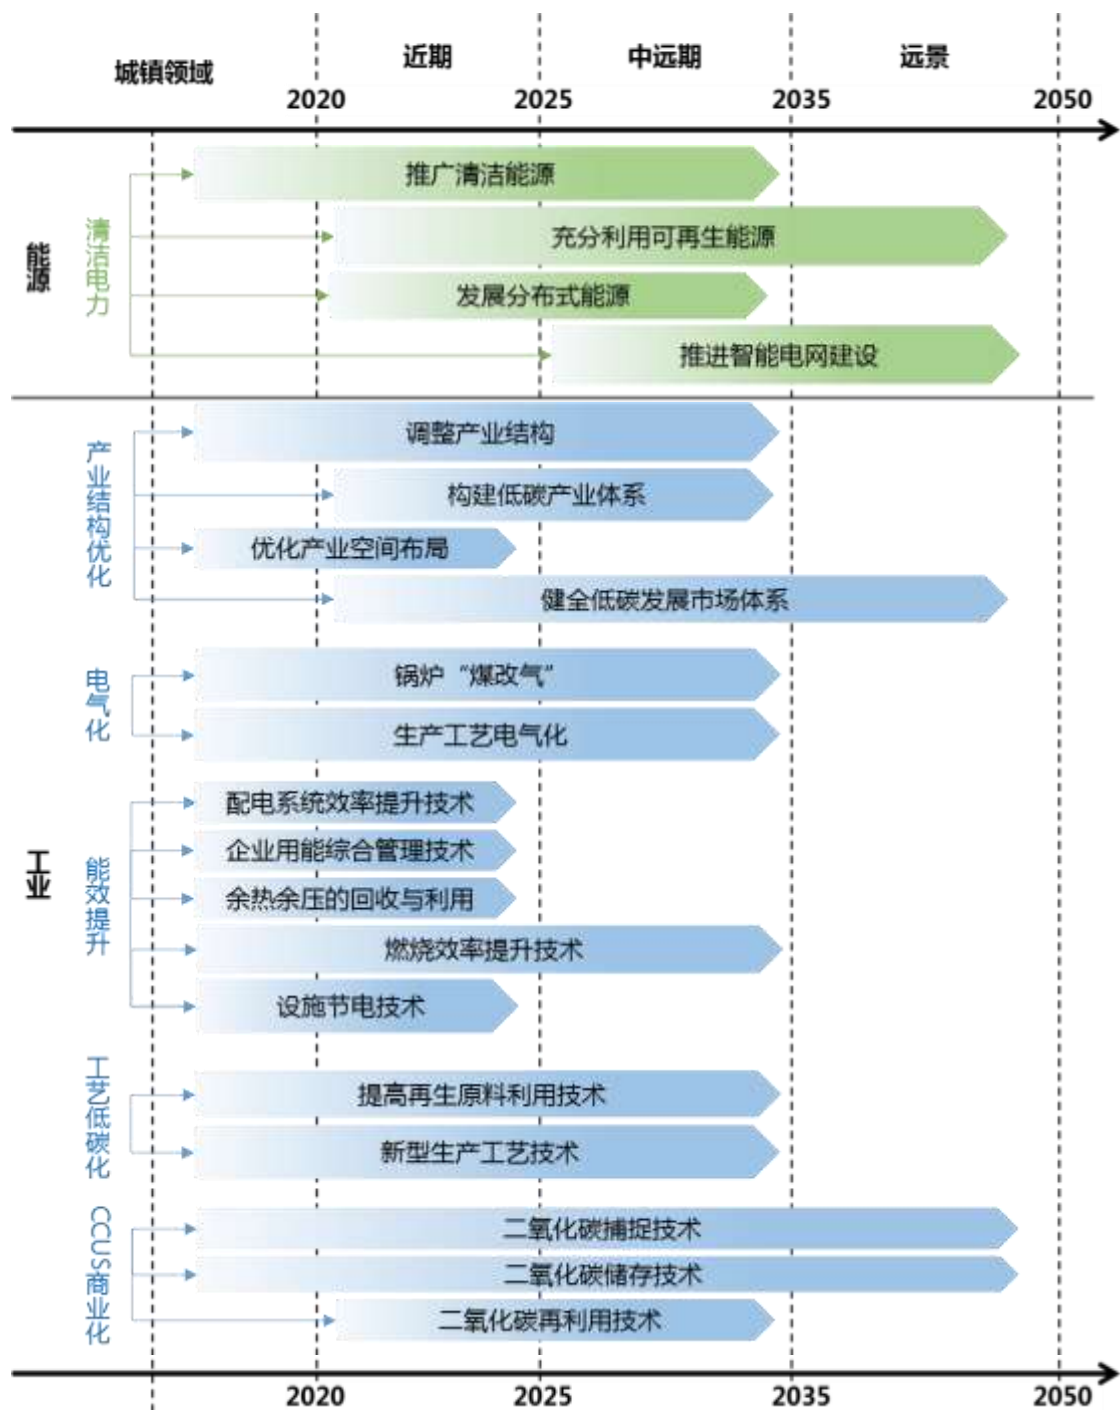 城镇领域
近期
中远期
远景
2020
2025
2035
2050
能源
清洁电力
推广清洁能源
充分利用可再生能源
发展分布式能源
推进智能电网建设
工业
产业结构优化
调整产业结构
构建低碳产业体系
优化产业空间布局
健全低碳发展市场体系
电气化
锅炉“煤改气”
生产工艺电气化
能效提升
配电系统效率提升技术
企业用能综合管理技术
余热余压的回收与利用
燃烧效率提升技术
设施节电技术
工艺低碳化
提高再生原料利用技术
新型生产工艺技术
CCUS商业化
二氧化碳捕捉技术
二氧化碳储存技术
二氧化碳再利用技术
2020
2025
2035
2050